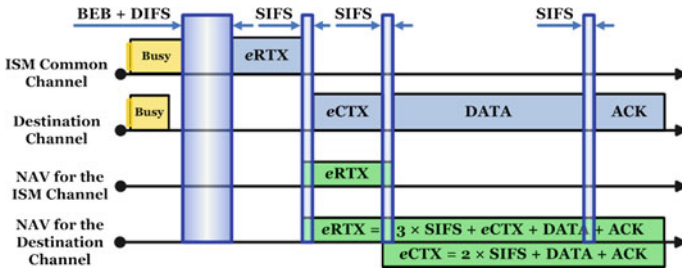 BEB + DIFS
SIFS
SIFS
SIFS
ISM Common
Channel
Busy
eRTX
Destination
Channel
Busy
eCTX
DATA
ACK
NAV for the
ISM Channel
eRTX
NAV for the
Destination
Channel
eRTX = 3 × SIFS + eCTX + DATA + ACK
eCTX = 2 × SIFS + DATA + ACK